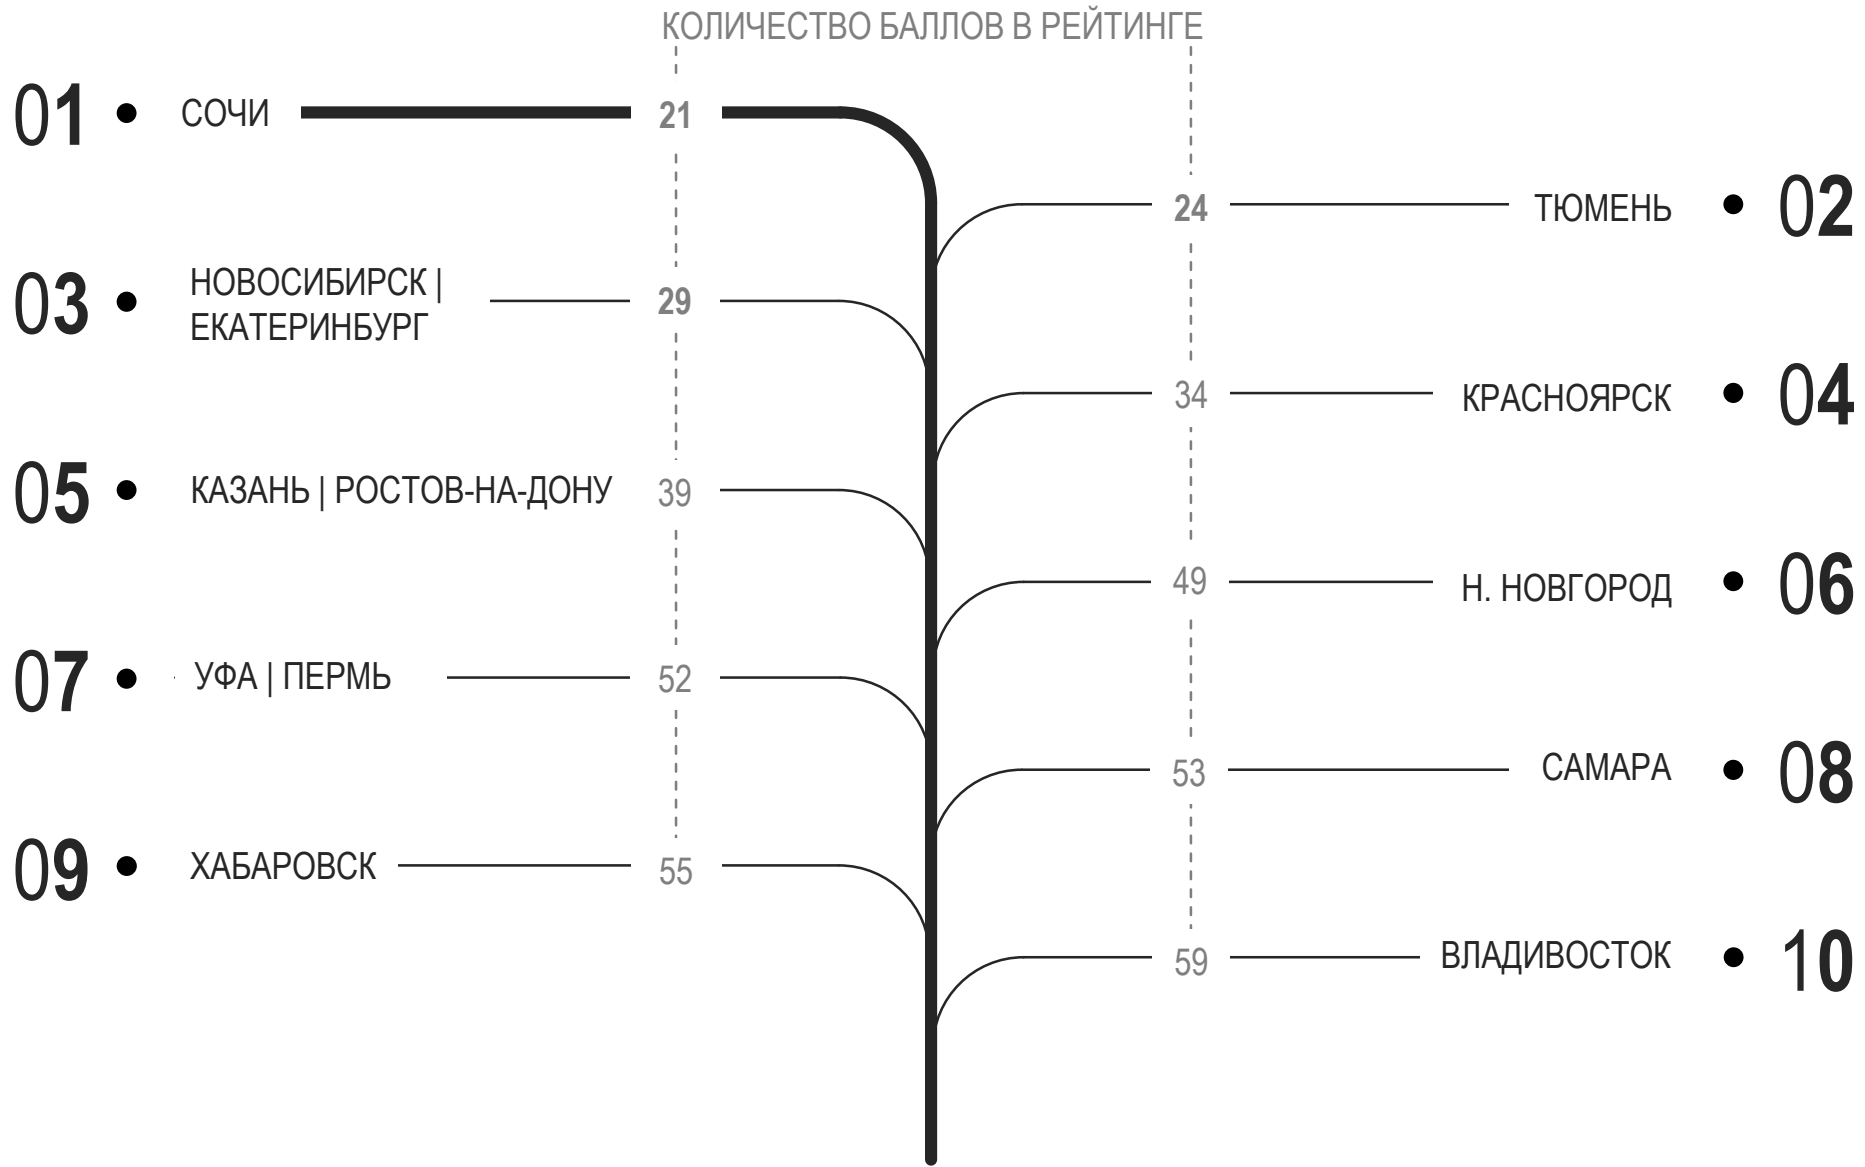 КОЛИЧЕСТВО БАЛЛОВ В РЕЙТИНГЕ
01 • СОЧИ 21
24 ТЮМЕНЬ • 02
03 • НОВОСИБИРСК |
ЕКАТЕРИНБУРГ
29
34 КРАСНОЯРСК • 04
05 • КАЗАНЬ | РОСТОВ-НА-ДОНУ 39
49 Н. НОВГОРОД • 06
07 • УФА | ПЕРМЬ 52
53 САМАРА • 08
09 • ХАБАРОВСК 55
59 ВЛАДИВОСТОК • 10